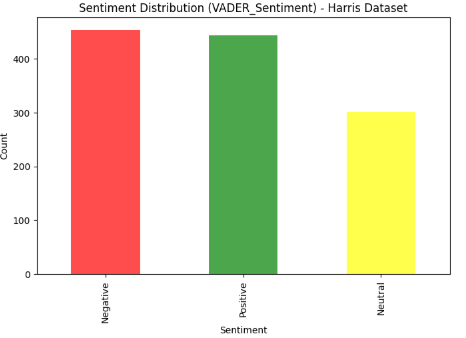 Sentiment Distribution (VADER_Sentiment) - Harris Dataset
Count
400
300
200
100
0
Negative
Positive
Neutral
Sentiment